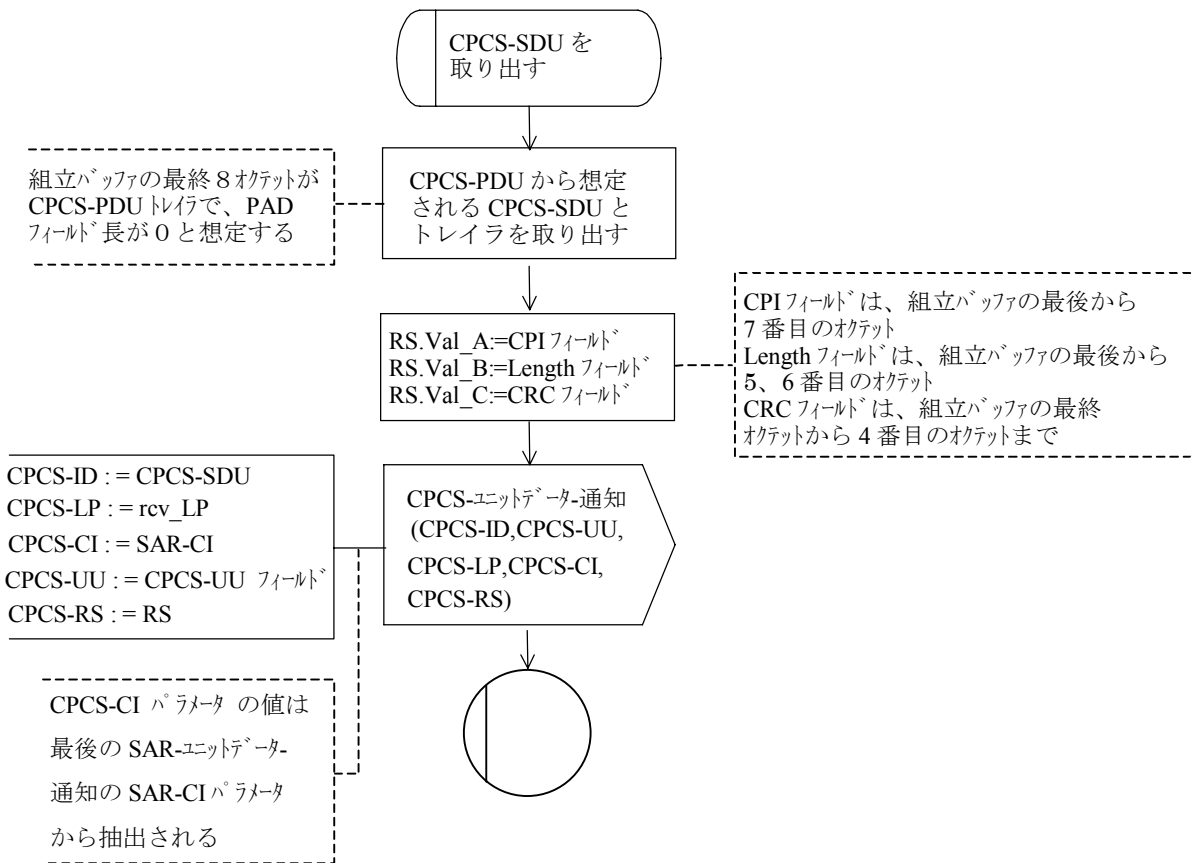 CPCS-SDU を
取り出す
組立ﾊﾞｯﾌｧの最終８ｵｸﾃｯﾄが
CPCS-PDU ﾄﾚｲﾗで、PAD
ﾌｨｰﾙﾄﾞ長が０と想定する
CPCS-PDU から想定
される CPCS-SDU と
トレイラを取り出す
RS.Val_A:=CPI ﾌｨｰﾙﾄﾞ
RS.Val_B:=Length ﾌｨｰﾙﾄﾞ
RS.Val_C:=CRC ﾌｨｰﾙﾄﾞ
CPI ﾌｨｰﾙﾄﾞは、組立ﾊﾞｯﾌｧの最後から
7 番目のｵｸﾃｯﾄ
Length ﾌｨｰﾙﾄﾞは、組立ﾊﾞｯﾌｧの最後から
5、6 番目のｵｸﾃｯﾄ
CRC ﾌｨｰﾙﾄﾞは、組立ﾊﾞｯﾌｧの最終
ｵｸﾃｯﾄから 4 番目のｵｸﾃｯﾄまで
CPCS-ID : = CPCS-SDU
CPCS-LP : = rcv_LP
CPCS-CI : = SAR-CI
CPCS-UU : = CPCS-UU ﾌｨｰﾙﾄﾞ
CPCS-RS : = RS
CPCS-ﾕﾆｯﾄﾃﾞｰﾀ-通知
(CPCS-ID,CPCS-UU,
CPCS-LP,CPCS-CI,
CPCS-RS)
CPCS-CI ﾊﾟﾗﾒｰﾀ の値は
最後の SAR-ﾕﾆｯﾄﾃﾞｰﾀ-
通知の SAR-CI ﾊﾟﾗﾒｰﾀ
から抽出される